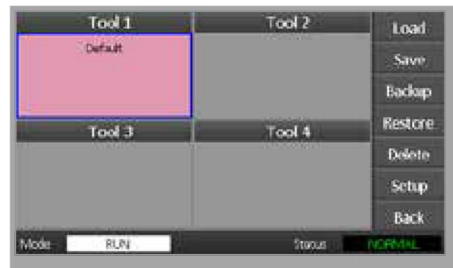 Tool 1
Tool 2
Default
Tool 3
Tool 4
Load
Save
Backup
Restore
Delete
Setup
Back
Mode
RUN
Status
NORMAL